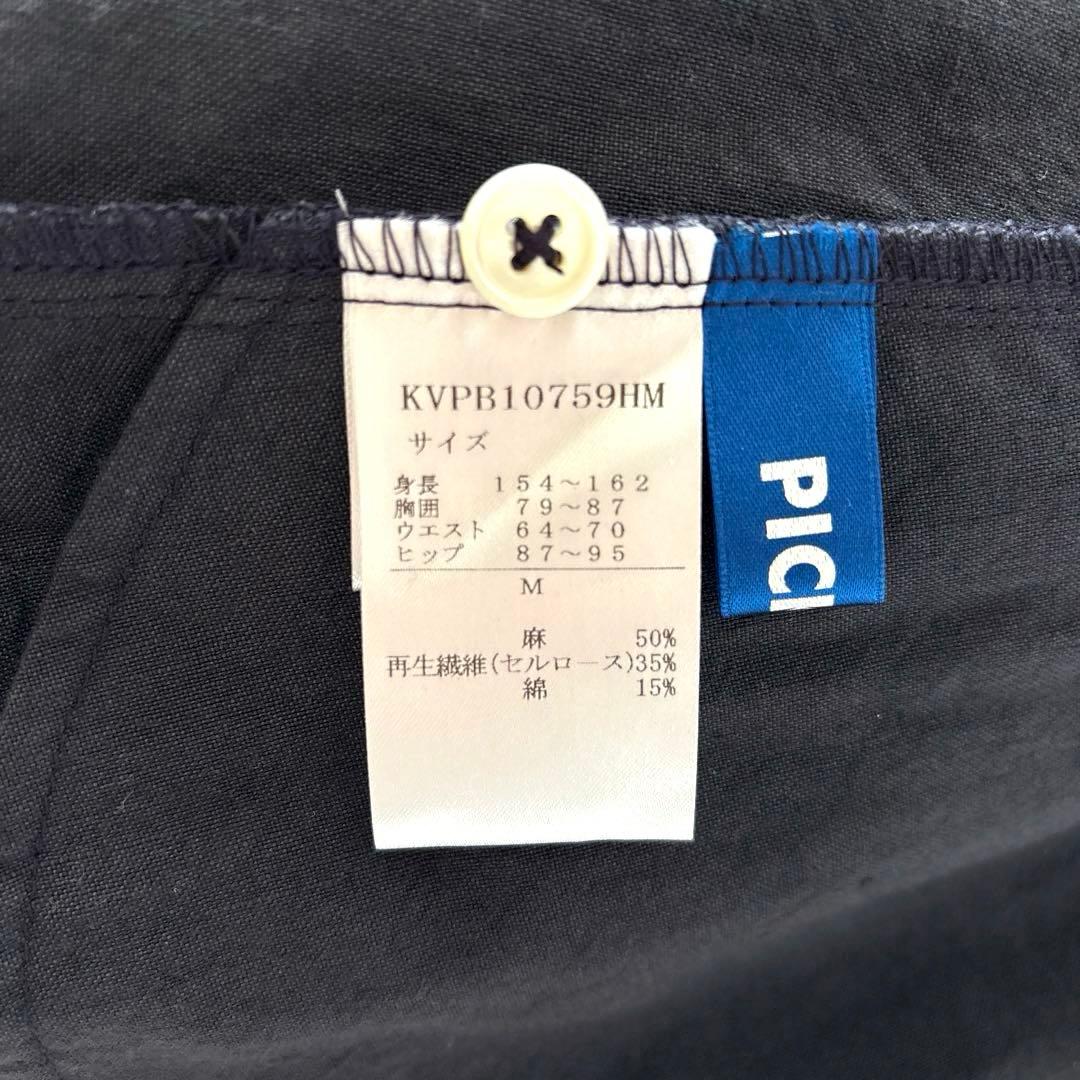 KVPB10759HM
サイズ
身長 154～162
胸囲 79～87
ウエスト 64～70
ヒップ 87～95
M
麻 50%
再生繊維(セルロース)35%
綿 15%
PIC